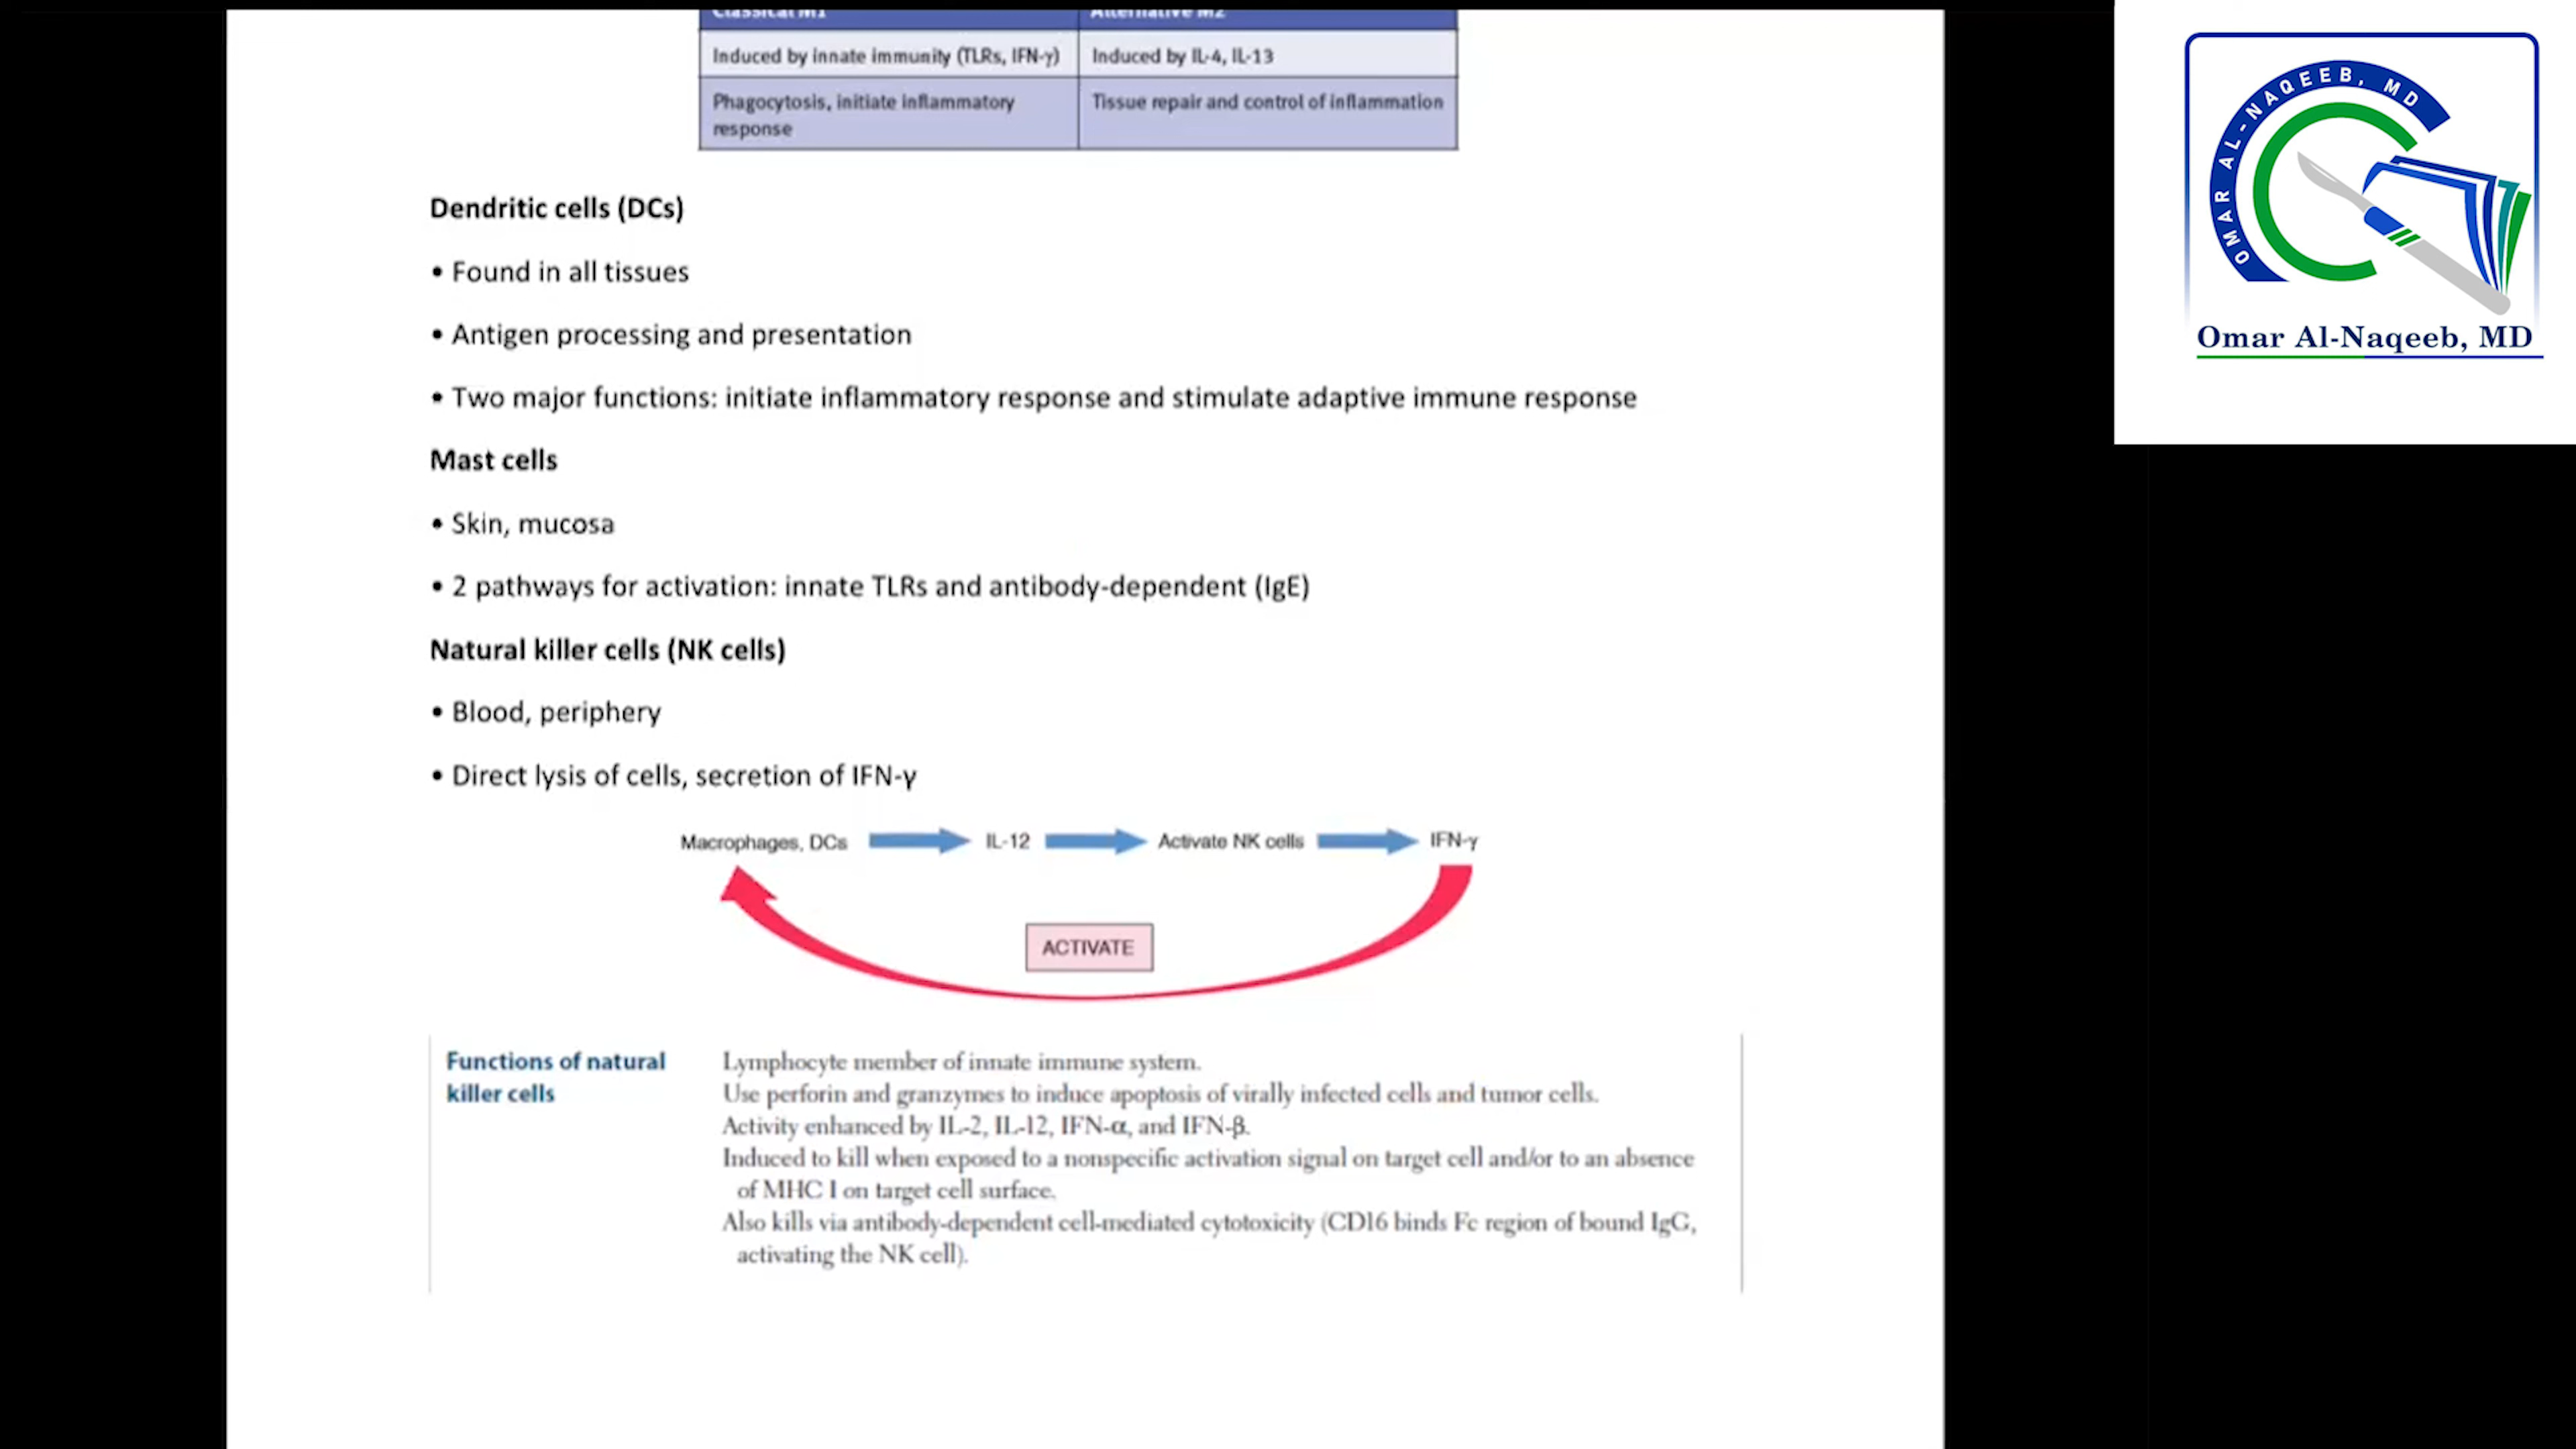 Classical M1 Alternative M2
Induced by innate immunity (TLRs, IFN-γ) Induced by IL-4, IL-13
Phagocytosis, initiate inflammatory Tissue repair and control of inflammation
response
Dendritic cells (DCs)
• Found in all tissues
• Antigen processing and presentation
• Two major functions: initiate inflammatory response and stimulate adaptive immune response
Mast cells
• Skin, mucosa
• 2 pathways for activation: innate TLRs and antibody-dependent (IgE)
Natural killer cells (NK cells)
• Blood, periphery
• Direct lysis of cells, secretion of IFN-γ
Macrophages, DCs IL-12 Activate NK cells IFN-γ
ACTIVATE
Functions of natural
killer cells
Lymphocyte member of innate immune system.
Use perforin and granzymes to induce apoptosis of virally infected cells and tumor cells.
Activity enhanced by IL-2, IL-12, IFN-α, and IFN-β.
Induced to kill when exposed to a nonspecific activation signal on target cell and/or to an absence
of MHC I on target cell surface.
Also kills via antibody-dependent cell-mediated cytotoxicity (CD16 binds Fc region of bound IgG,
activating the NK cell).
OMAR AL-NAQEEB, MD
Omar Al-Naqeeb, MD